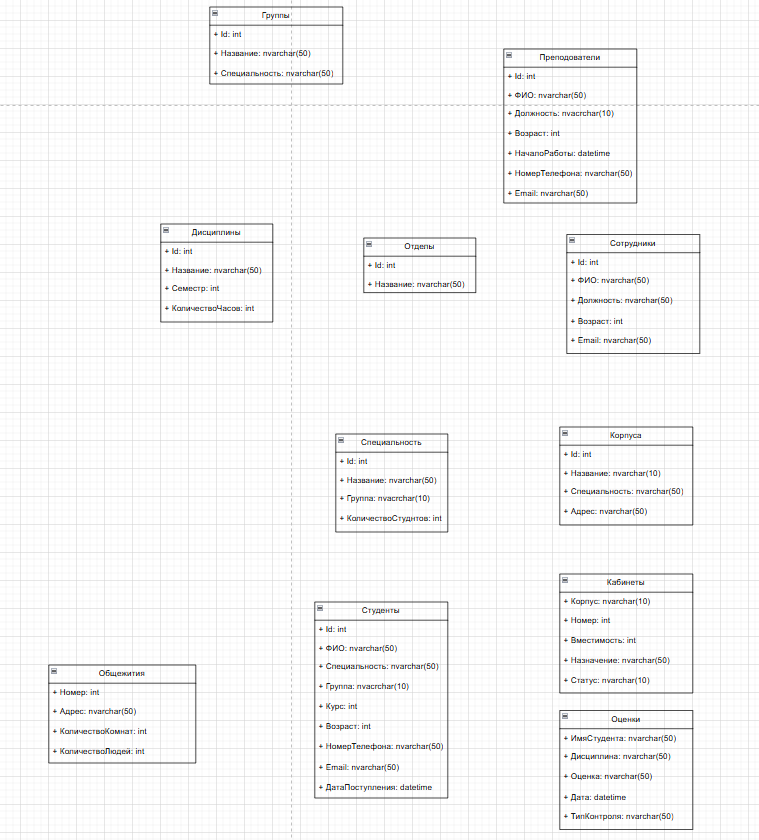 Группы
+ Id: int
+ Название: nvarchar(50)
+ Специальность: nvarchar(50)
Преподователи
+ Id: int
+ ФИО: nvarchar(50)
+ Должность: nvacrchar(10)
+ Возраст: int
+ НачалоРаботы: datetime
+ НомерТелефона: nvarchar(50)
+ Email: nvarchar(50)
Дисциплины
+ Id: int
+ Название: nvarchar(50)
+ Семестр: int
+ КоличествоЧасов: int
Отделы
+ Id: int
+ Название: nvarchar(50)
Сотрудники
+ Id: int
+ ФИО: nvarchar(50)
+ Должность: nvarchar(50)
+ Возраст: int
+ Email: nvarchar(50)
Специальность
+ Id: int
+ Название: nvarchar(50)
+ Группа: nvacrchar(10)
+ КоличествоСтуднтов: int
Корпуса
+ Id: int
+ Название: nvarchar(10)
+ Специальность: nvarchar(50)
+ Адрес: nvarchar(50)
Кабинеты
+ Корпус: nvarchar(10)
+ Номер: int
+ Вместимость: int
+ Назначение: nvarchar(50)
+ Статус: nvarchar(10)
Студенты
+ Id: int
+ ФИО: nvarchar(50)
+ Специальность: nvarchar(50)
+ Группа: nvacrchar(10)
+ Курс: int
+ Возраст: int
+ НомерТелефона: nvarchar(50)
+ Email: nvarchar(50)
+ ДатаПоступления: datetime
Общежития
+ Номер: int
+ Адрес: nvarchar(50)
+ КоличествоКомнат: int
+ КоличествоЛюдей: int
Оценки
+ ИмяСтудента: nvarchar(50)
+ Дисциплина: nvarchar(50)
+ Оценка: nvarchar(50)
+ Дата: datetime
+ ТипКонтроля: nvarchar(50)